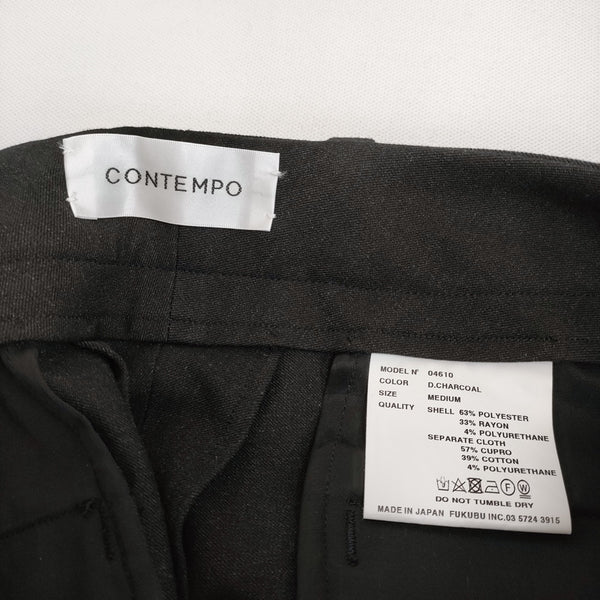 CONTEMPO
MODEL Nº 04610
COLOR D.CHARCOAL
SIZE MEDIUM
QUALITY SHELL 63% POLYESTER
33% RAYON
4% POLYURETHANE
SEPARATE CLOTH
57% CUPRO
39% COTTON
4% POLYURETHANE
F W
DO NOT TUMBLE DRY
MADE IN JAPAN FUKUBU INC.03 5724 3915